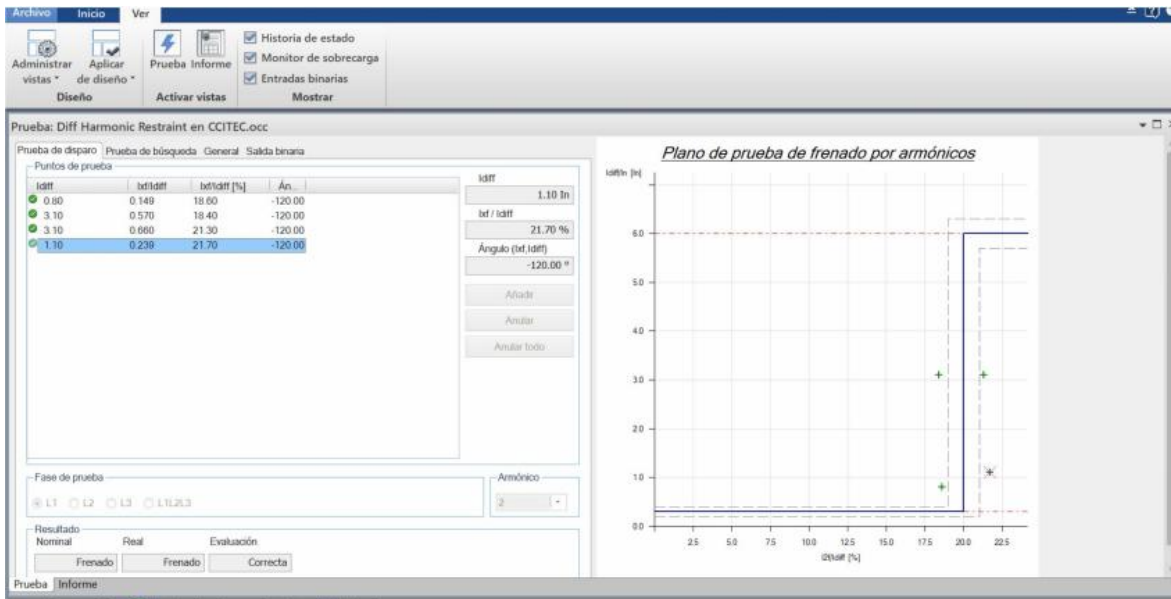 Archivo Inicio Ver
Administrar vistas
Aplicar de diseño
Prueba Informe
Historia de estado
Monitor de sobrecarga
Entradas binarias
Diseño Activar vistas Mostrar
Prueba: Diff Harmonic Restraint en CCITEC.occ
Prueba de disparo Prueba de búsqueda General Salida binaria
Puntos de prueba
Idiff Ixf/Idiff Ixf/Idiff [%] Án...
0.80 0.149 18.60 -120.00
3.10 0.570 18.40 -120.00
3.10 0.660 21.30 -120.00
1.10 0.239 21.70 -120.00
Idiff
1.10 In
Ixf / Idiff
21.70 %
Ángulo (Ixf,Idiff)
-120.00 º
Añadir
Anular
Anular todo
Fase de prueba
L1 L2 L3 L1L2L3
Armónico
2
Resultado
Nominal Real Evaluación
Frenado Frenado Correcta
Prueba Informe
Plano de prueba de frenado por armónicos
Idiff/In [In]
6.0
5.0
4.0
3.0
2.0
1.0
0.0
2.5 5.0 7.5 10.0 12.5 15.0 17.5 20.0 22.5
I2f/Idiff [%]